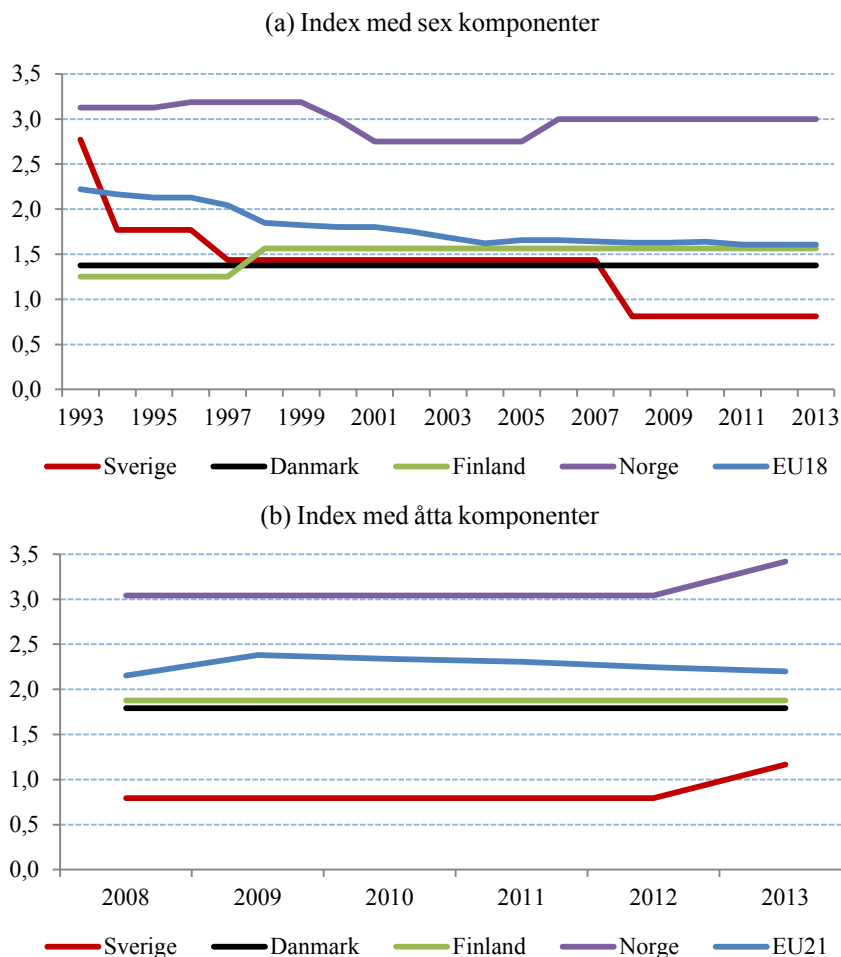 (a) Index med sex komponenter
3,5
3,0
2,5
2,0
1,5
1,0
0,5
0,0
1993 1995 1997 1999 2001 2003 2005 2007 2009 2011 2013
Sverige Danmark Finland Norge EU18
(b) Index med åtta komponenter
3,5
3,0
2,5
2,0
1,5
1,0
0,5
0,0
2008 2009 2010 2011 2012 2013
Sverige Danmark Finland Norge EU21